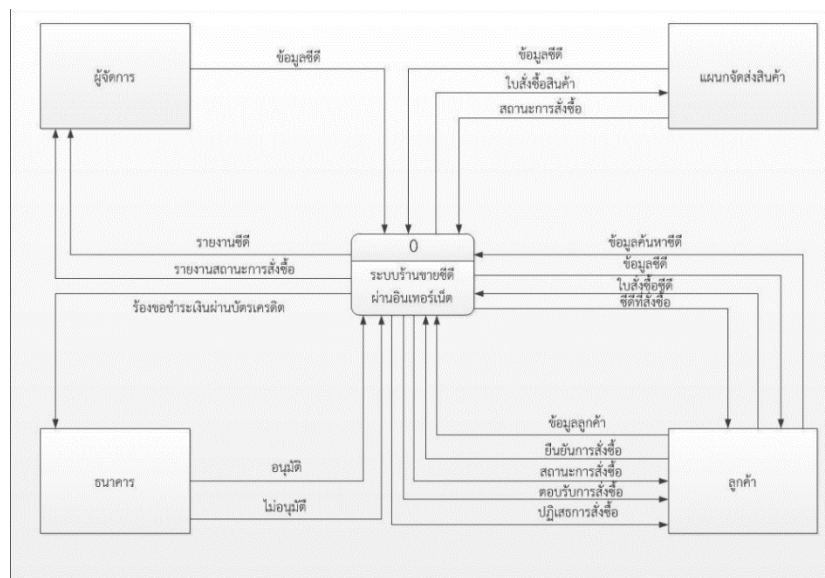 ผู้จัดการ
ข้อมูลซีดี
ข้อมูลซีดี
ใบสั่งซื้อสินค้า
สถานะการสั่งซื้อ
แผนกจัดส่งสินค้า
รายงานซีดี
รายงานสถานะการสั่งซื้อ
ร้องขอชำระเงินผ่านบัตรเครดิต
0
ระบบร้านขายซีดี
ผ่านอินเทอร์เน็ต
ข้อมูลค้นหาซีดี
ข้อมูลซีดี
ใบสั่งซื้อซีดี
ซีดีที่สั่งซื้อ
ธนาคาร
อนุมัติ
ไม่อนุมัติ
ข้อมูลลูกค้า
ยืนยันการสั่งซื้อ
สถานะการสั่งซื้อ
ตอบรับการสั่งซื้อ
ปฏิเสธการสั่งซื้อ
ลูกค้า